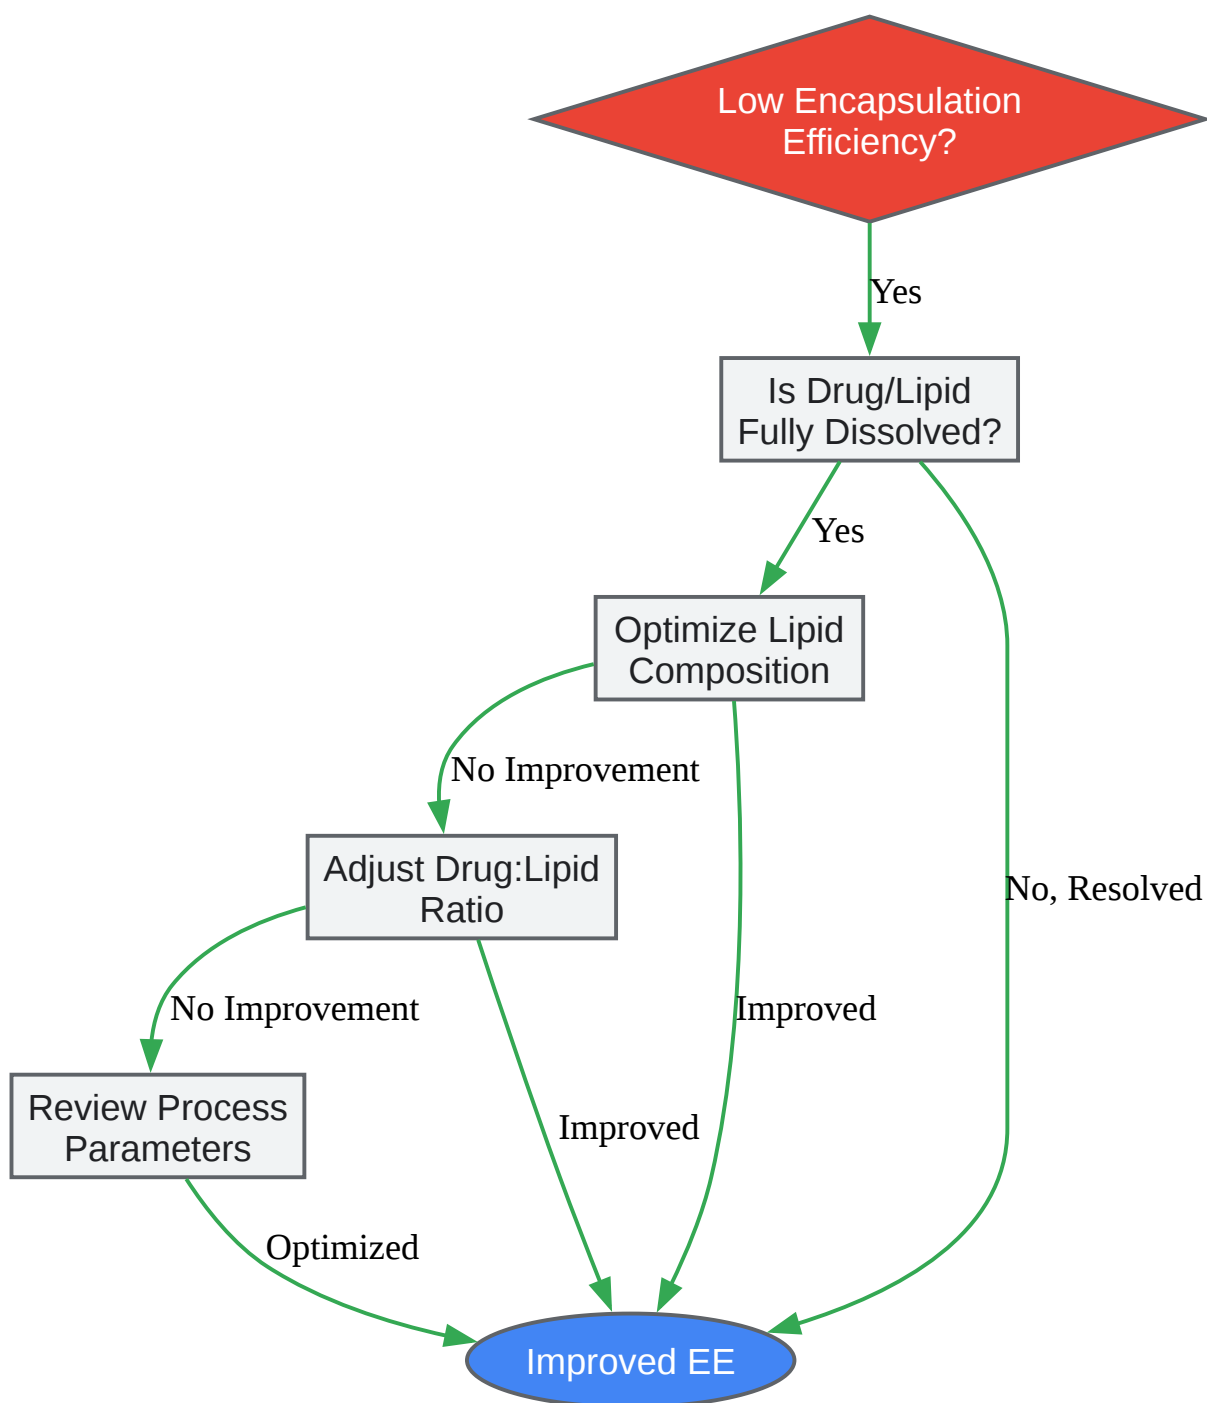 Low Encapsulation
Efficiency?
Yes
Is Drug/Lipid
Fully Dissolved?
Yes
Optimize Lipid
Composition
No Improvement
Adjust Drug:Lipid
Ratio
No, Resolved
No Improvement
Improved
Review Process
Parameters
Improved
Optimized
Improved EE